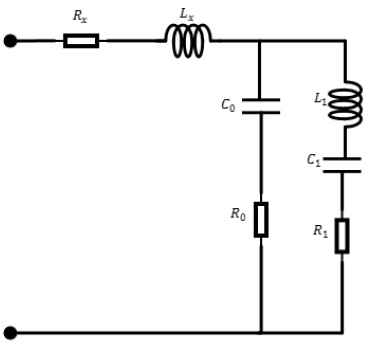 Rₓ
Lₓ
C₀
L₁
C₁
R₀
R₁